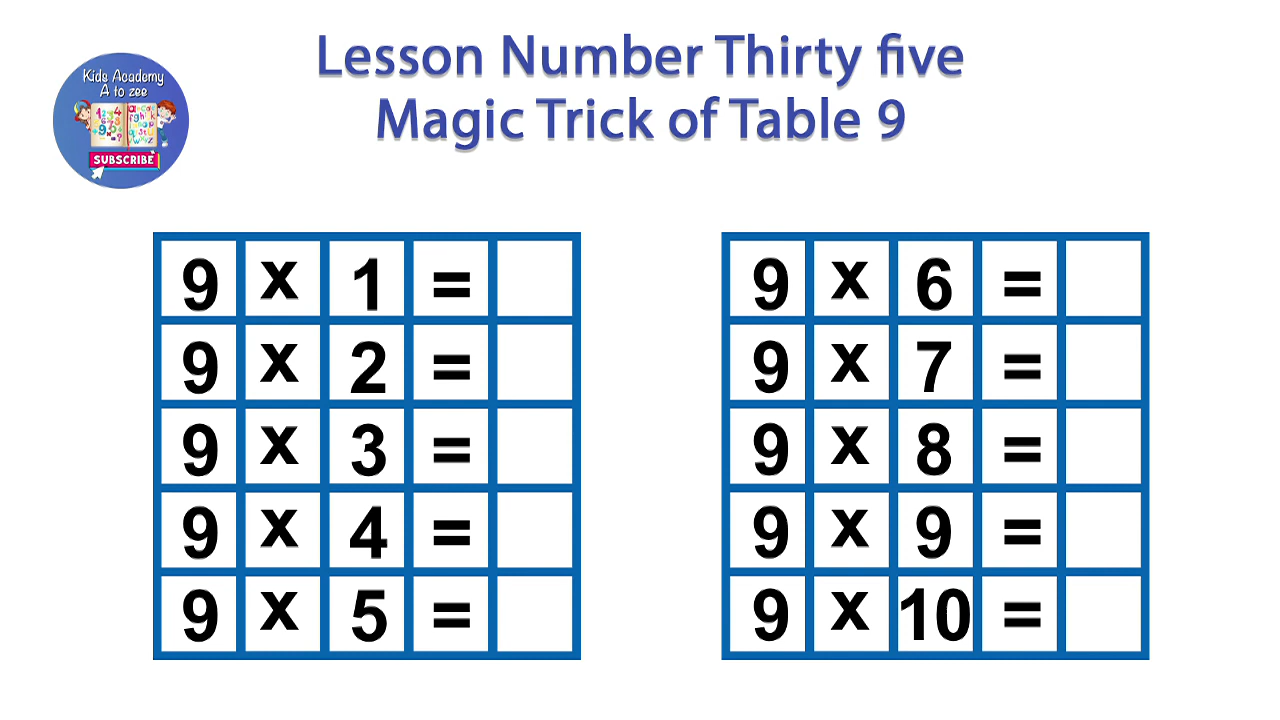 Lesson Number Thirty five
Magic Trick of Table 9
Kids Academy
A to zee
SUBSCRIBE
9 x 1 =
9 x 2 =
9 x 3 =
9 x 4 =
9 x 5 =
9 x 6 =
9 x 7 =
9 x 8 =
9 x 9 =
9 x 10 =